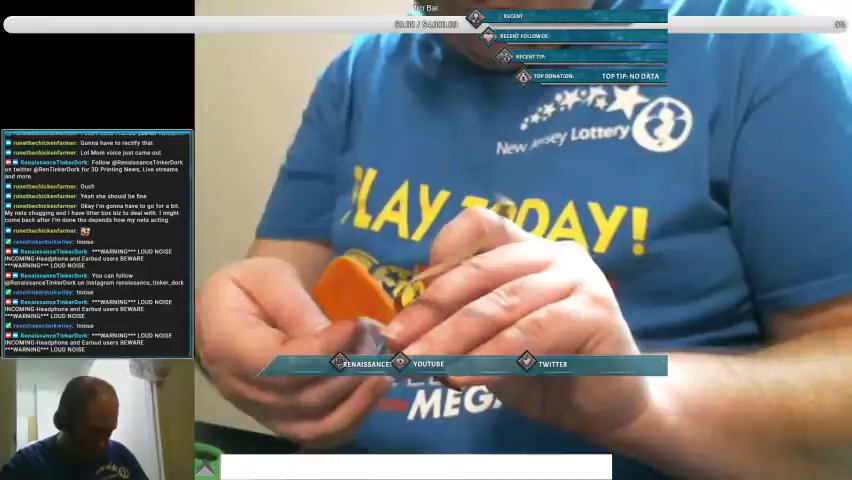 Tip Bar
$0.00 / $4,000.00
0%
RECENT
RECENT FOLLOWER:
RECENT TIP:
TOP DONATION: TOP TIP: NO DATA
runethechickenfarmer: Gonna have to rectify that
runethechickenfarmer: Lol Mom voice just came out
RenaissanceTinkerDork: Follow @RenaissanceTinkerDork
on twitter @RenTinkerDork for 3D Printing News, Live streams
and more.
runethechickenfarmer: Ouch
runethechickenfarmer: Yeah she should be fine
runethechickenfarmer: Okay I'm gonna have to go for a bit.
My nets chugging and I have litter box biz to deal with. I might
come back after I'm done tho depends how my nets acting
runethechickenfarmer:
!noise
RenaissanceTinkerDork: ***WARNING*** LOUD NOISE
INCOMING-Headphone and Earbud users BEWARE
***WARNING*** LOUD NOISE
RenaissanceTinkerDork: You can follow
@RenaissanceTinkerDork on instagram renaissance_tinker_dork
!noise
RenaissanceTinkerDork: ***WARNING*** LOUD NOISE
INCOMING-Headphone and Earbud users BEWARE
***WARNING*** LOUD NOISE
!noise
RenaissanceTinkerDork: ***WARNING*** LOUD NOISE
INCOMING-Headphone and Earbud users BEWARE
***WARNING*** LOUD NOISE
New Jersey Lottery
PLAY TODAY!
RENAISSANCE
YOUTUBE
TWITTER
MEGA